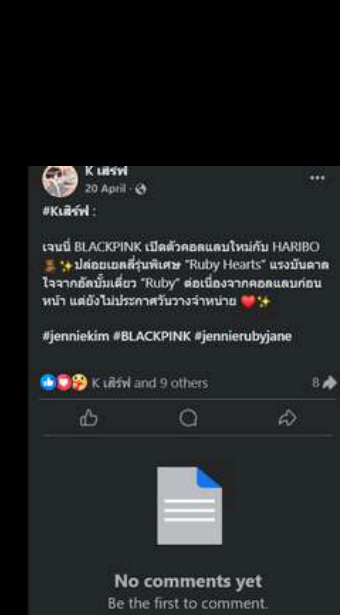 K เสิร์ฟ
20 April
#Kเสิร์ฟ :
เจนนี่ BLACKPINK เปิดตัวคอลแลบใหม่กับ HARIBO
🧸✨ปล่อยเยลลี่รุ่นพิเศษ "Ruby Hearts" แรงบันดาล
ใจจากอัลบั้มเดี่ยว "Ruby" ต่อเนื่องจากคอลแลบก่อน
หน้า แต่ยังไม่ประกาศวันวางจำหน่าย ❤️✨
#jenniekim #BLACKPINK #jennierubyjane
K เสิร์ฟ and 9 others
8
No comments yet
Be the first to comment.